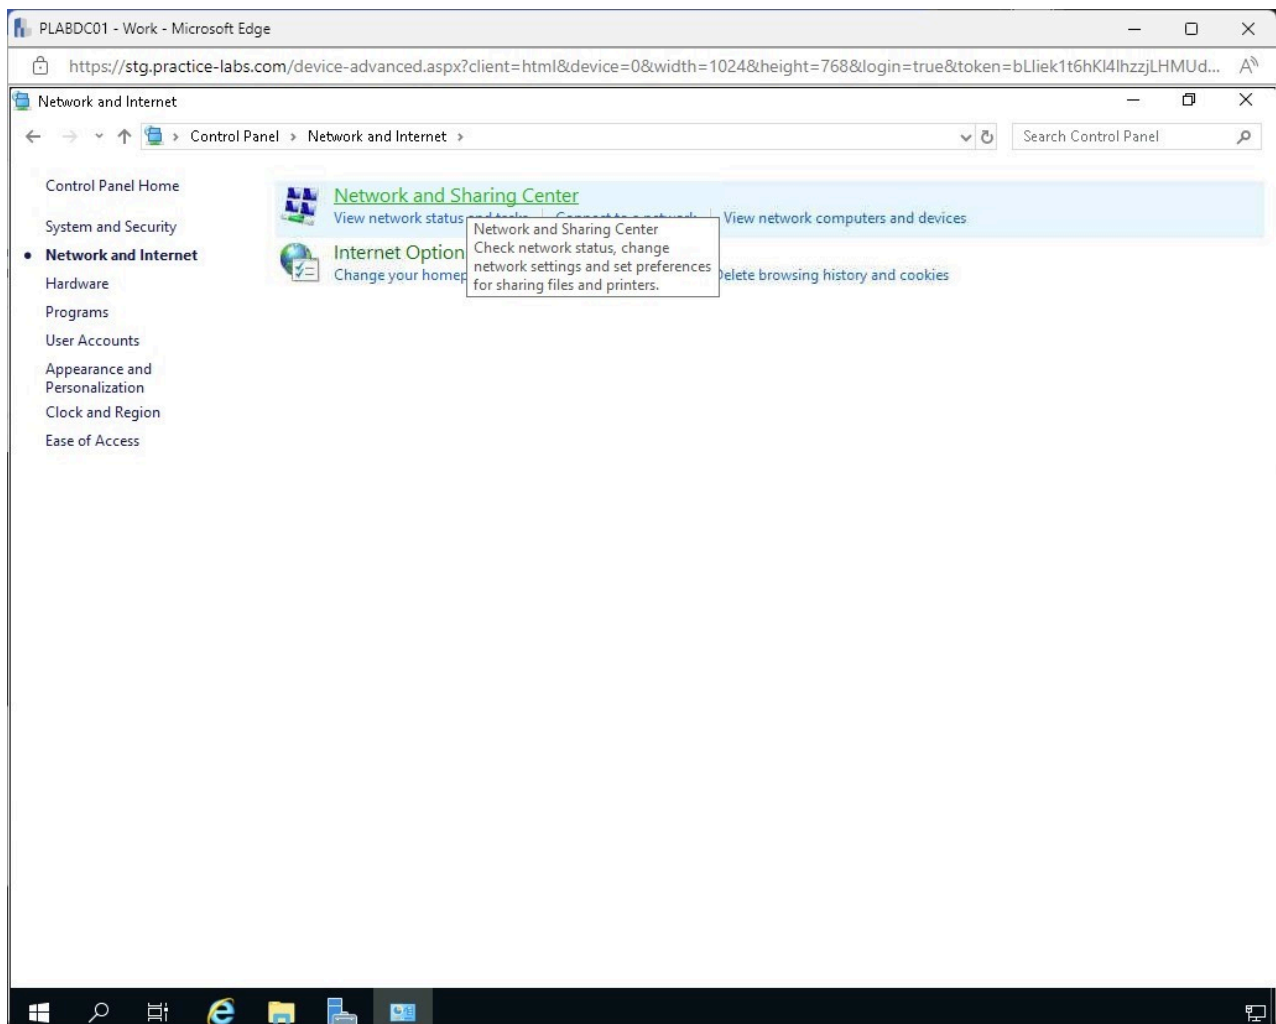 PLABDC01 - Work - Microsoft Edge
https://stg.practice-labs.com/device-advanced.aspx?client=html&device=0&width=1024&height=768&login=true&token=bLliek1t6hKl4lhzzjLHMUd...
Network and Internet
Control Panel > Network and Internet >
Search Control Panel
Control Panel Home
System and Security
Network and Internet
Hardware
Programs
User Accounts
Appearance and
Personalization
Clock and Region
Ease of Access
Network and Sharing Center
View network status View network computers and devices
Network and Sharing Center
Check network status, change
network settings and set preferences
for sharing files and printers.
Internet Option
Change your homep Delete browsing history and cookies